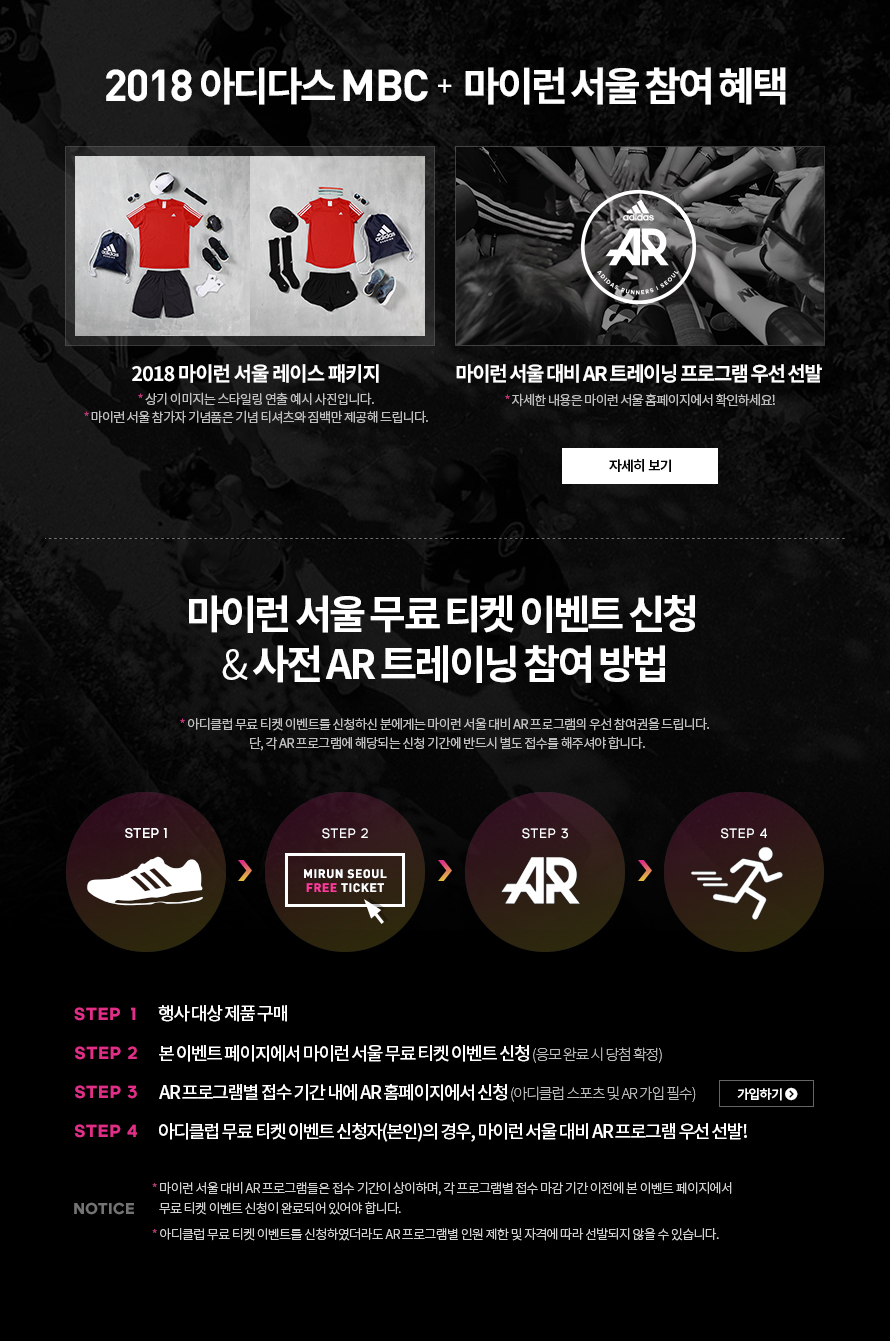 2018 아디다스 MBC + 마이런 서울 참여 혜택
adidas
adidas
adidas
AR
ADIDAS RUNNERS | SEOUL
2018 마이런 서울 레이스 패키지
* 상기 이미지는 스타일링 연출 예시 사진입니다.
* 마이런 서울 참가자 기념품은 기념 티셔츠와 짐백만 제공해 드립니다.
마이런 서울 대비 AR 트레이닝 프로그램 우선 선발
* 자세한 내용은 마이런 서울 홈페이지에서 확인하세요!
자세히 보기
마이런 서울 무료 티켓 이벤트 신청
& 사전 AR 트레이닝 참여 방법
* 아디클럽 무료 티켓 이벤트를 신청하신 분에게는 마이런 서울 대비 AR 프로그램의 우선 참여권을 드립니다.
단, 각 AR 프로그램에 해당되는 신청 기간에 반드시 별도 접수를 해주셔야 합니다.
STEP 1
STEP 2
MIRUN SEOUL
FREE TICKET
STEP 3
AR
STEP 4
STEP 1 행사 대상 제품 구매
STEP 2 본 이벤트 페이지에서 마이런 서울 무료 티켓 이벤트 신청 (응모 완료 시 당첨 확정)
STEP 3 AR 프로그램별 접수 기간 내에 AR 홈페이지에서 신청 (아디클럽 스포츠 및 AR 가입 필수) 가입하기
STEP 4 아디클럽 무료 티켓 이벤트 신청자(본인)의 경우, 마이런 서울 대비 AR 프로그램 우선 선발!
NOTICE
* 마이런 서울 대비 AR 프로그램들은 접수 기간이 상이하며, 각 프로그램별 접수 마감 기간 이전에 본 이벤트 페이지에서
무료 티켓 이벤트 신청이 완료되어 있어야 합니다.
* 아디클럽 무료 티켓 이벤트를 신청하였더라도 AR 프로그램별 인원 제한 및 자격에 따라 선발되지 않을 수 있습니다.